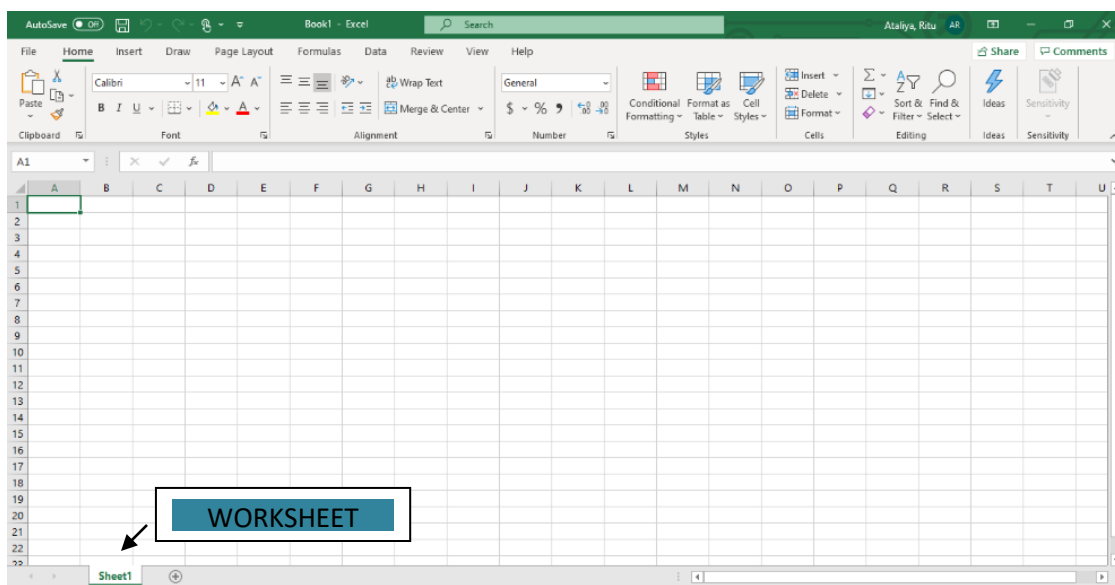 AutoSave Off Book1 - Excel Search Ataliya, Ritu AR
File Home Insert Draw Page Layout Formulas Data Review View Help Share Comments
Calibri 11 A^ A˅ Wrap Text General Insert Σ
Paste B I U A Merge & Center $ % 9 Conditional Formatting Format as Table Cell Styles Delete Format Sort & Filter Find & Select Ideas Sensitivity
Clipboard Font Alignment Number Styles Cells Editing Ideas Sensitivity
A1 fx
A B C D E F G H I J K L M N O P Q R S T U
1
2
3
4
5
6
7
8
9
10
11
12
13
14
15
16
17
18
19
20
21
22
23
WORKSHEET
Sheet1